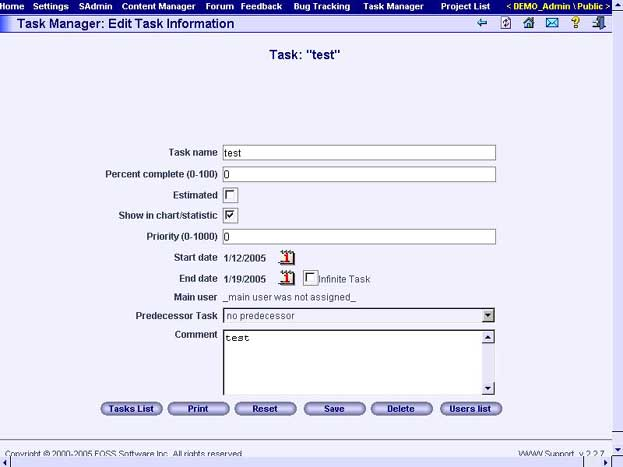 Home Settings SAdmin Content Manager Forum Feedback Bug Tracking Task Manager Project List < DEMO_Admin \ Public >
Task Manager: Edit Task Information
Task: "test"
Task name test
Percent complete (0-100) 0
Estimated
Show in chart/statistic
Priority (0-1000) 0
Start date 1/12/2005
End date 1/19/2005 Infinite Task
Main user _main user was not assigned_
Predecessor Task no predecessor
Comment test
Tasks List Print Reset Save Delete Users list
Copyright © 2000-2005 FOSS Software Inc. All rights reserved. WWW Support, v.2.2.7